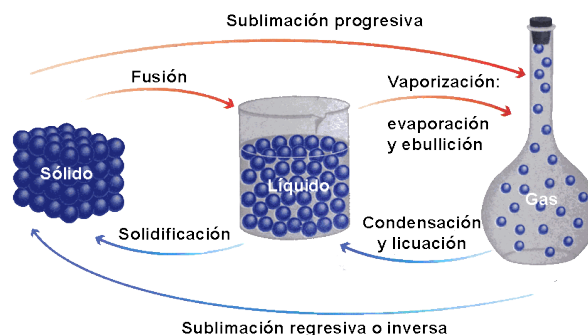 Sublimación progresiva
Fusión
Vaporización:
evaporación
y ebullición
Sólido
Líquido
Gas
Solidificación
Condensación
y licuación
Sublimación regresiva o inversa